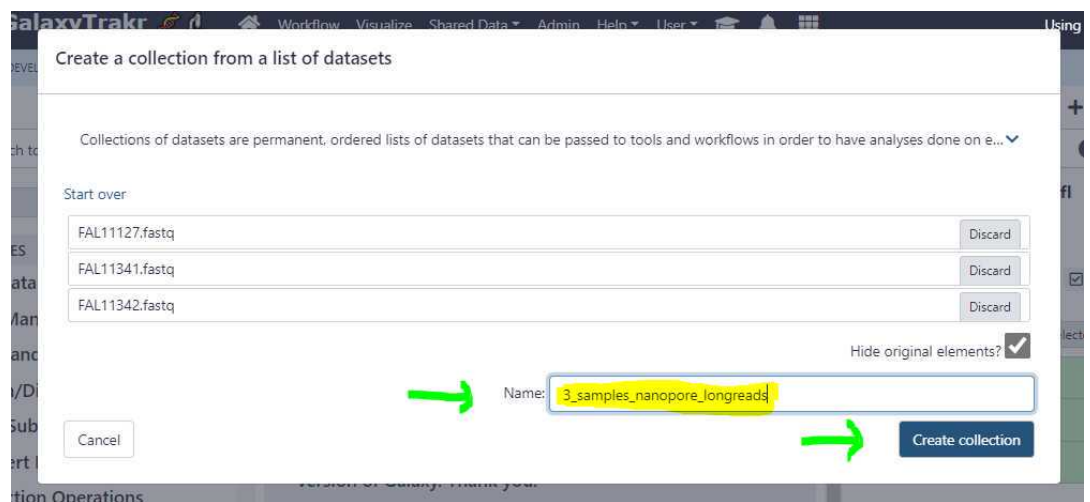 GalaxyTrakr Workflow Visualize Shared Data Admin Help User Using
Create a collection from a list of datasets
Collections of datasets are permanent, ordered lists of datasets that can be passed to tools and workflows in order to have analyses done on e...
Start over
FAL11127.fastq Discard
FAL11341.fastq Discard
FAL11342.fastq Discard
Hide original elements?
Name: 3_samples_nanopore_longreads
Cancel Create collection
version of Galaxy. Thank you.
tion Operations